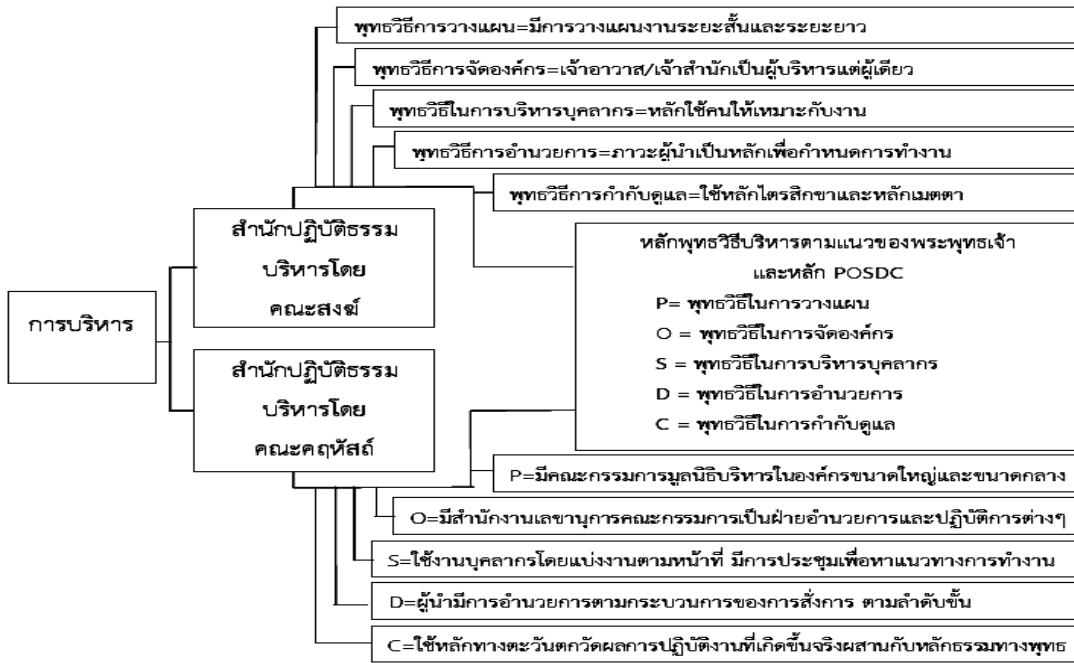 พุทธวิธีการวางแผน=มีการวางแผนงานระยะสั้นและระยะยาว
พุทธวิธีการจัดองค์กร=เจ้าอาวาส/เจ้าสำนักเป็นผู้บริหารแต่ผู้เดียว
พุทธวิธีในการบริหารบุคลากร=หลักใช้คนให้เหมาะกับงาน
พุทธวิธีการอำนวยการ=ภาวะผู้นำเป็นหลักเพื่อกำหนดการทำงาน
พุทธวิธีการกำกับดูแล=ใช้หลักไตรสิกขาและหลักเมตตา
สำนักปฏิบัติธรรม
บริหารโดย
คณะสงฆ์
หลักพุทธวิธีบริหารตามแนวของพระพุทธเจ้า
และหลัก POSDC
P= พุทธวิธีในการวางแผน
O = พุทธวิธีในการจัดองค์กร
S = พุทธวิธีในการบริหารบุคลากร
D = พุทธวิธีในการอำนวยการ
C = พุทธวิธีในการกำกับดูแล
การบริหาร
สำนักปฏิบัติธรรม
บริหารโดย
คณะคฤหัสถ์
P=มีคณะกรรมการมูลนิธิบริหารในองค์กรขนาดใหญ่และขนาดกลาง
O=มีสำนักงานเลขานุการคณะกรรมการเป็นฝ่ายอำนวยการและปฏิบัติการต่างๆ
S=ใช้งานบุคลากรโดยแบ่งงานตามหน้าที่ มีการประชุมเพื่อหาแนวทางการทำงาน
D=ผู้นำมีการอำนวยการตามกระบวนการของการสั่งการ ตามลำดับขั้น
C=ใช้หลักทางตะวันตกวัดผลการปฏิบัติงานที่เกิดขึ้นจริงผสานกับหลักธรรมทางพุทธ